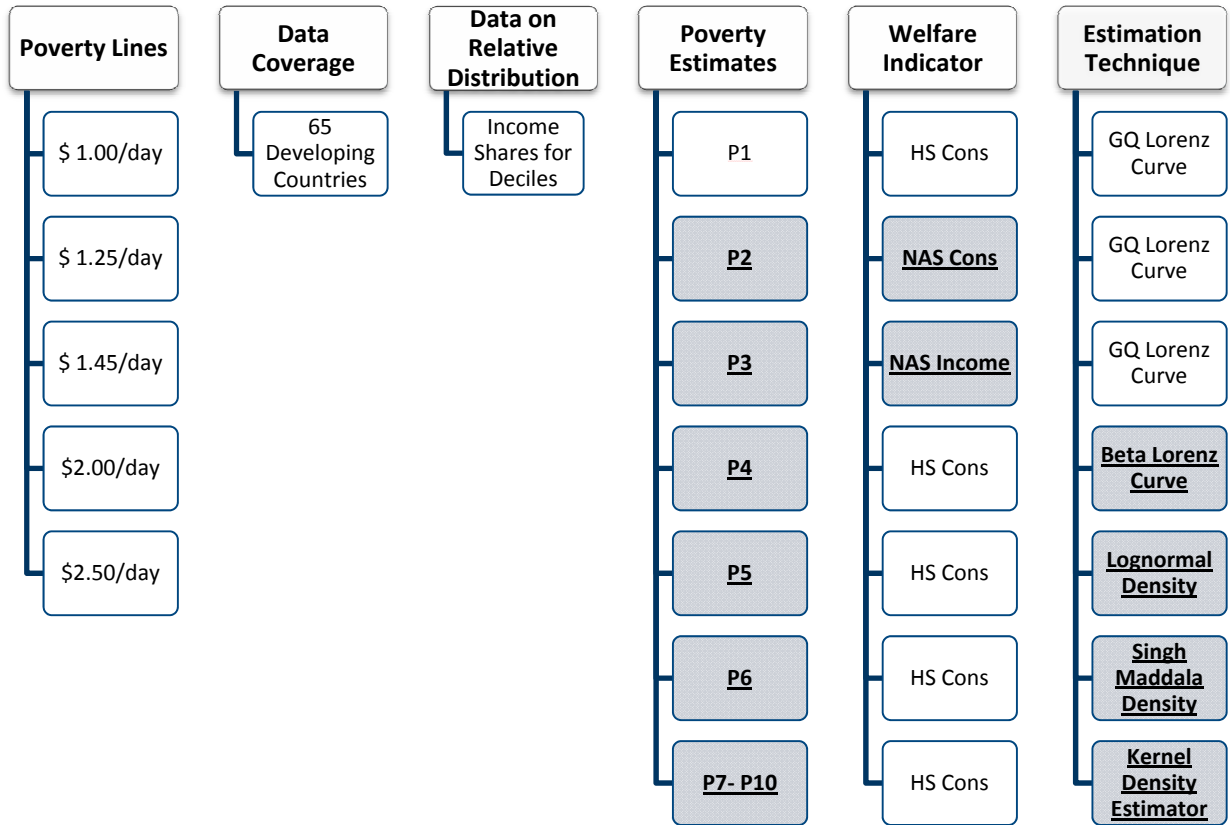 Poverty Lines
$ 1.00/day
$ 1.25/day
$ 1.45/day
$2.00/day
$2.50/day
Data
Coverage
65
Developing
Countries
Data on
Relative
Distribution
Income
Shares for
Deciles
Poverty
Estimates
P1
P2
P3
P4
P5
P6
P7- P10
Welfare
Indicator
HS Cons
NAS Cons
NAS Income
HS Cons
HS Cons
HS Cons
HS Cons
Estimation
Technique
GQ Lorenz
Curve
GQ Lorenz
Curve
GQ Lorenz
Curve
Beta Lorenz
Curve
Lognormal
Density
Singh
Maddala
Density
Kernel
Density
Estimator